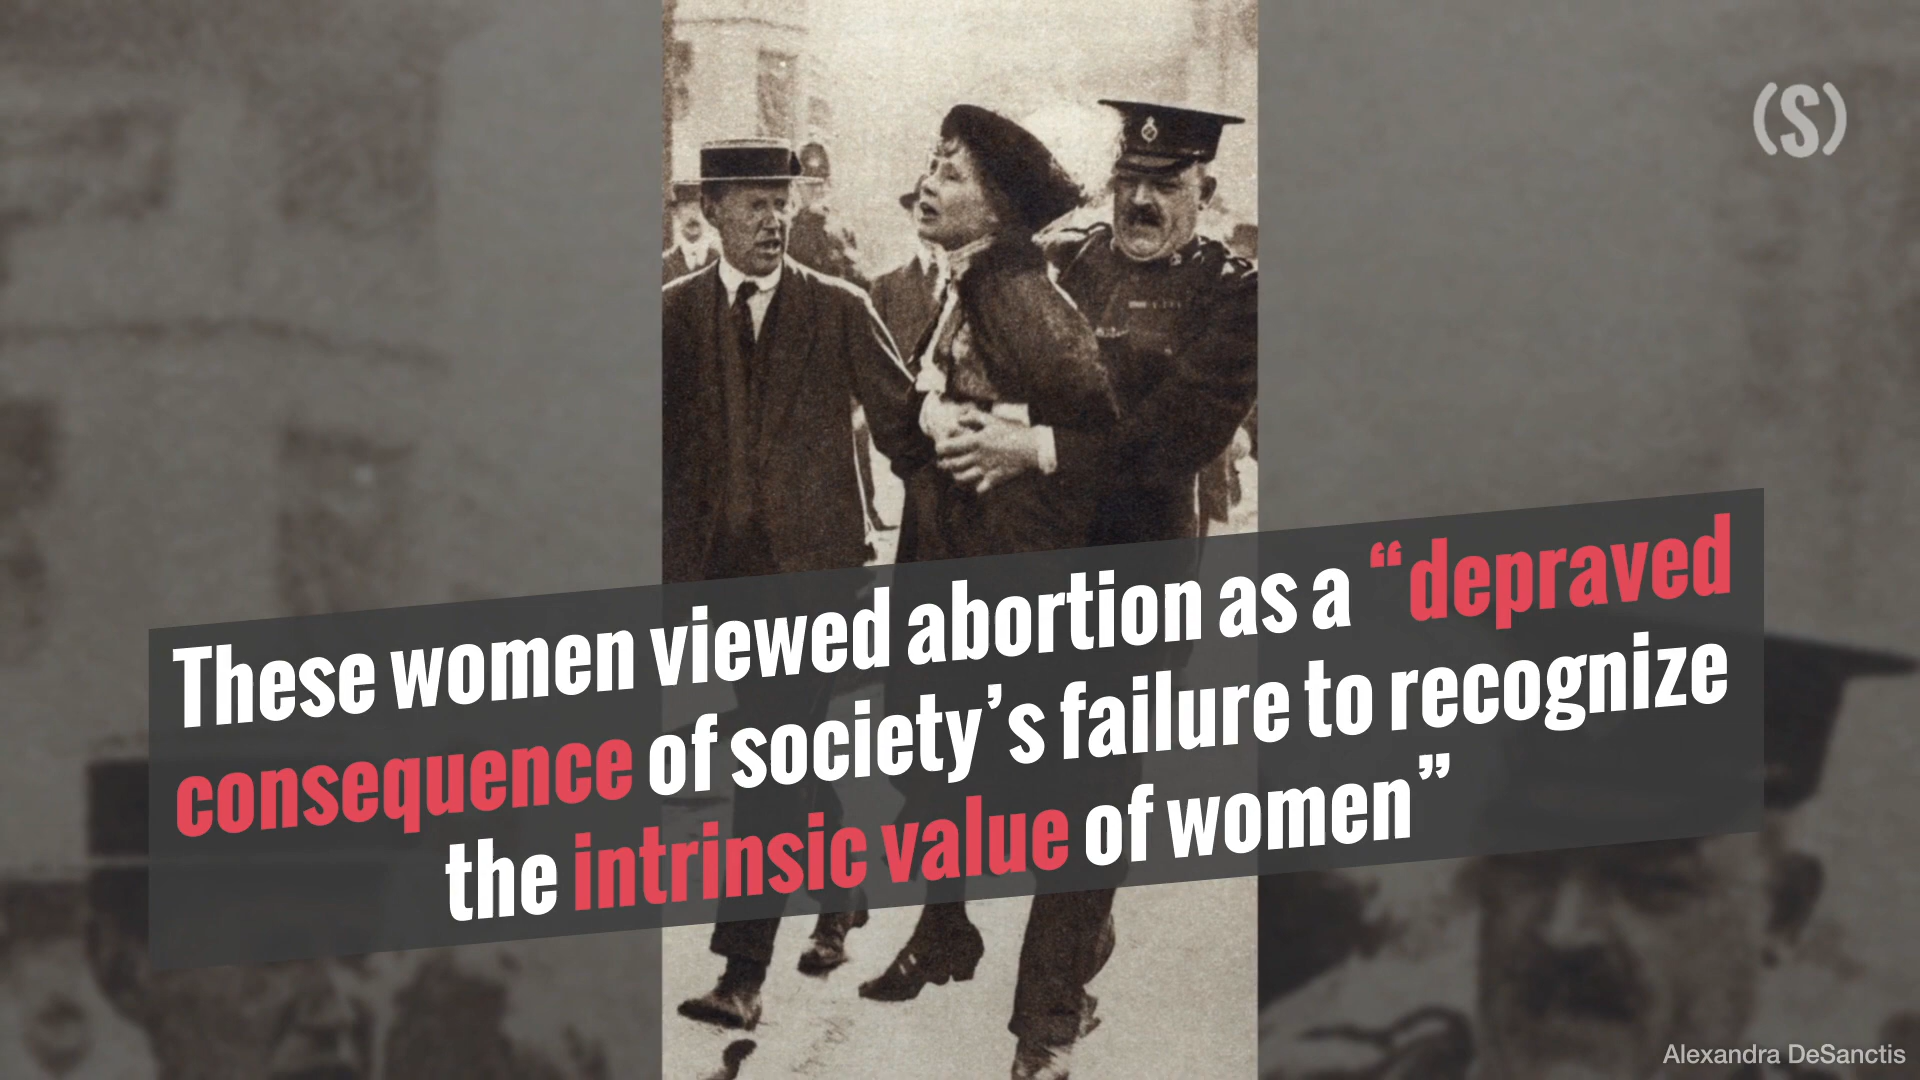 (S)
These women viewed abortion as a “depraved
consequence of society’s failure to recognize
the intrinsic value of women”
Alexandra DeSanctis